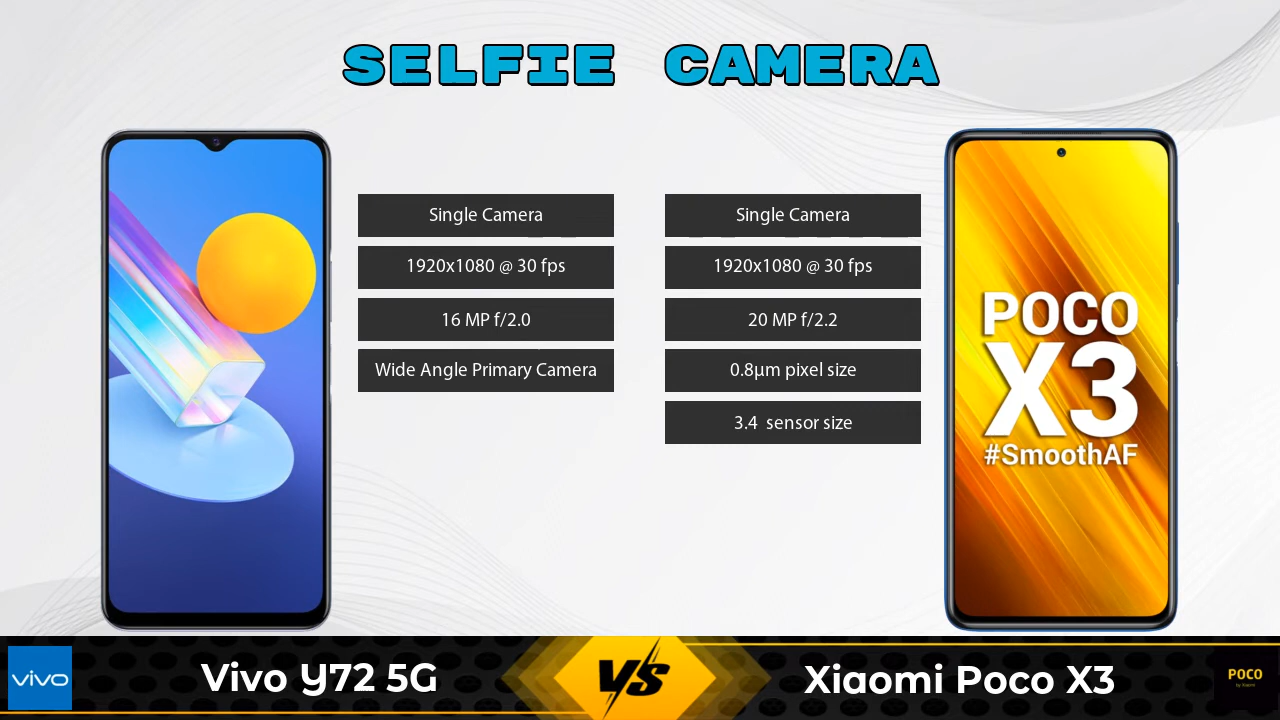 SELFIE CAMERA
Single Camera
1920x1080 @ 30 fps
16 MP f/2.0
Wide Angle Primary Camera
Single Camera
1920x1080 @ 30 fps
20 MP f/2.2
0.8µm pixel size
3.4 sensor size
POCO
X3
#SmoothAF
vivo
Vivo Y72 5G
VS
Xiaomi Poco X3
POCO
by Xiaomi